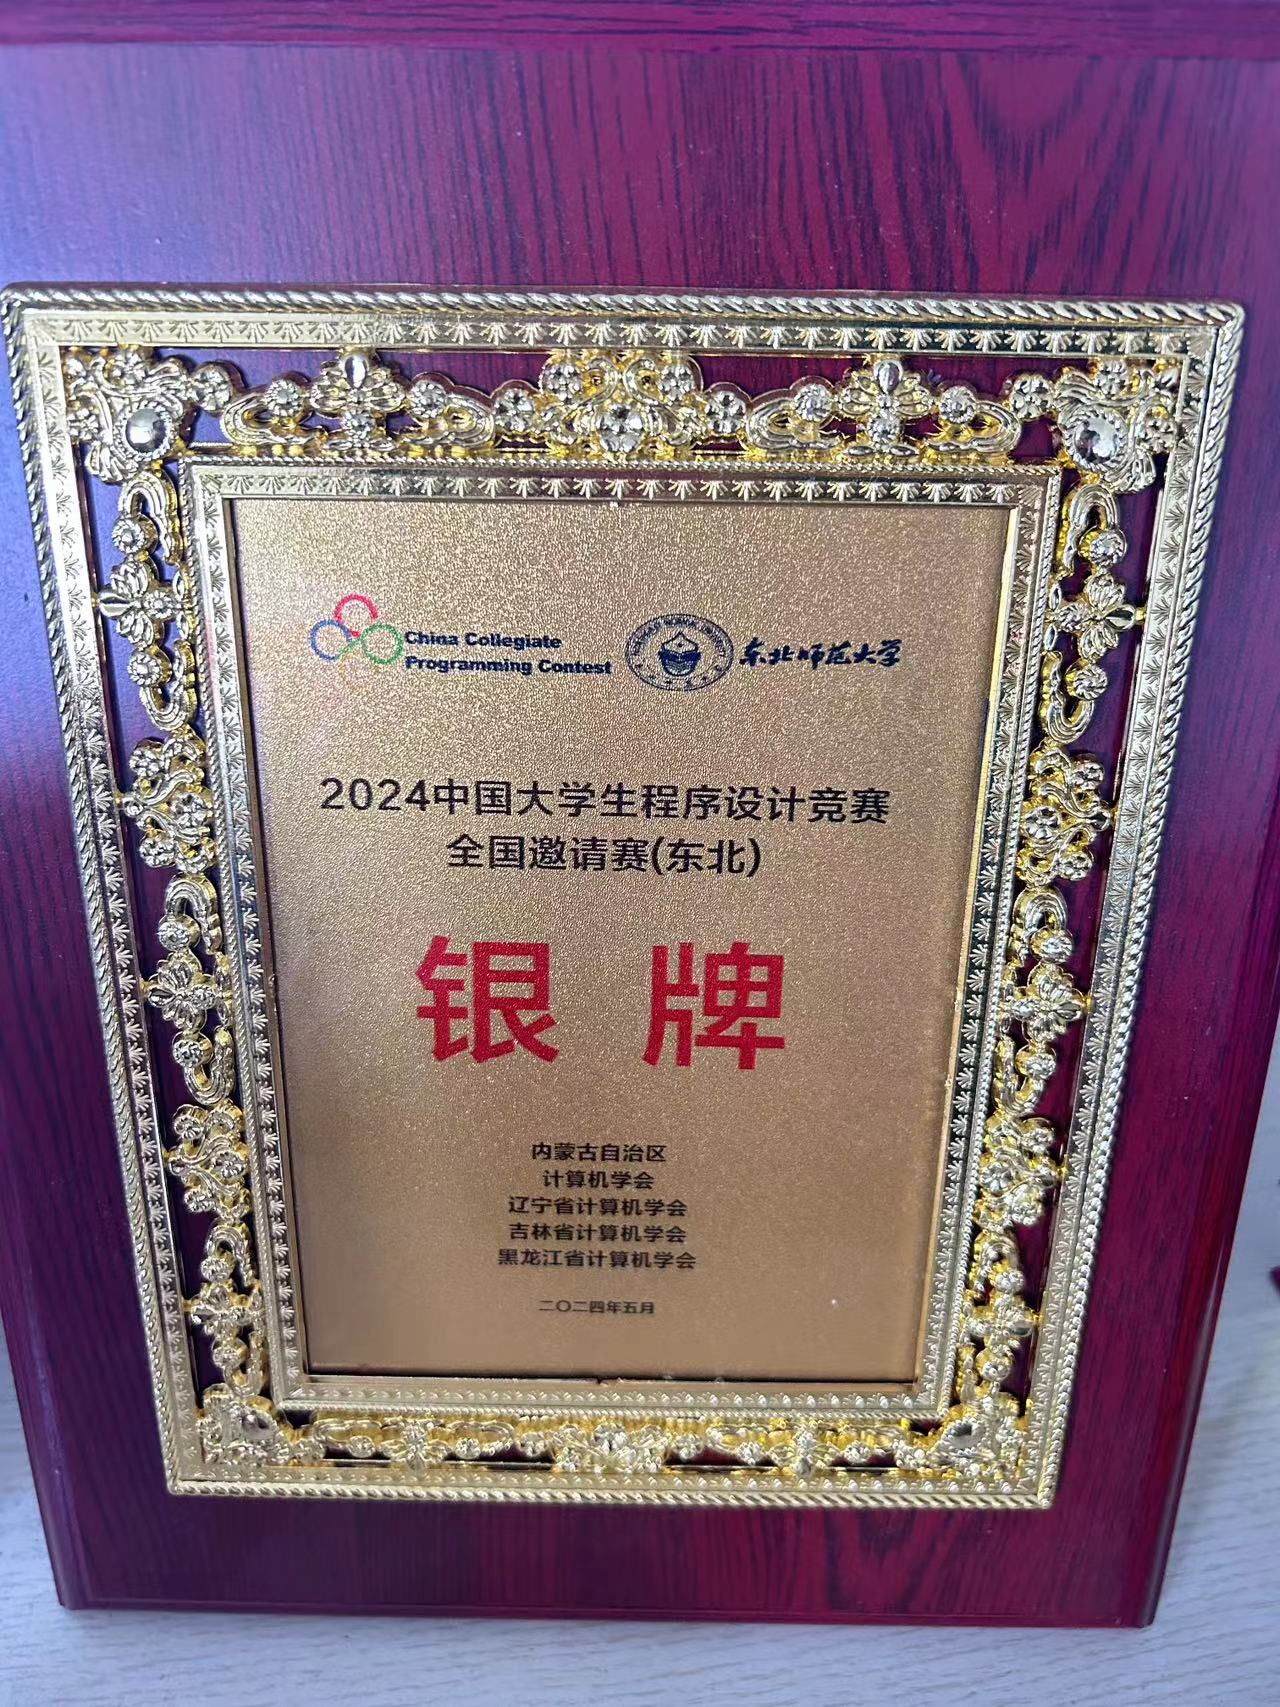 China Collegiate
Programming Contest
东北师范大学
2024中国大学生程序设计竞赛
全国邀请赛(东北)
银 牌
内蒙古自治区
计算机学会
辽宁省计算机学会
吉林省计算机学会
黑龙江省计算机学会
二〇二四年五月